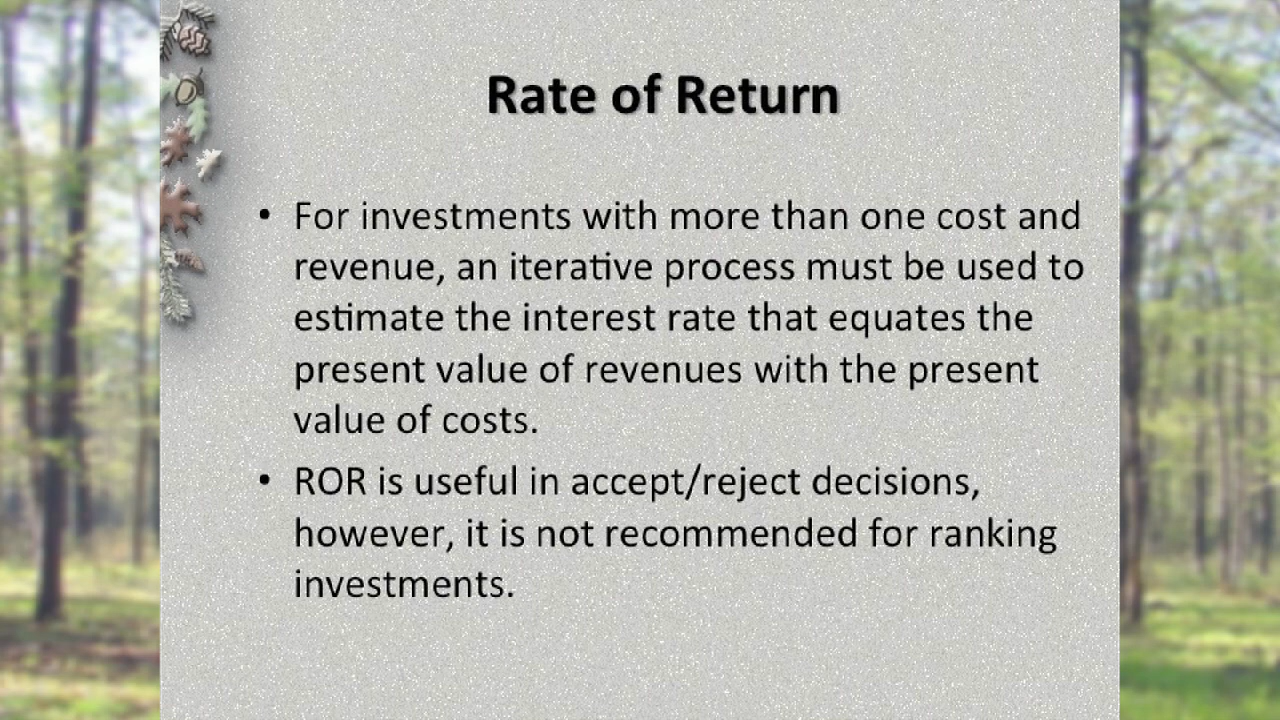 Rate of Return
• For investments with more than one cost and
revenue, an iterative process must be used to
estimate the interest rate that equates the
present value of revenues with the present
value of costs.
• ROR is useful in accept/reject decisions,
however, it is not recommended for ranking
investments.